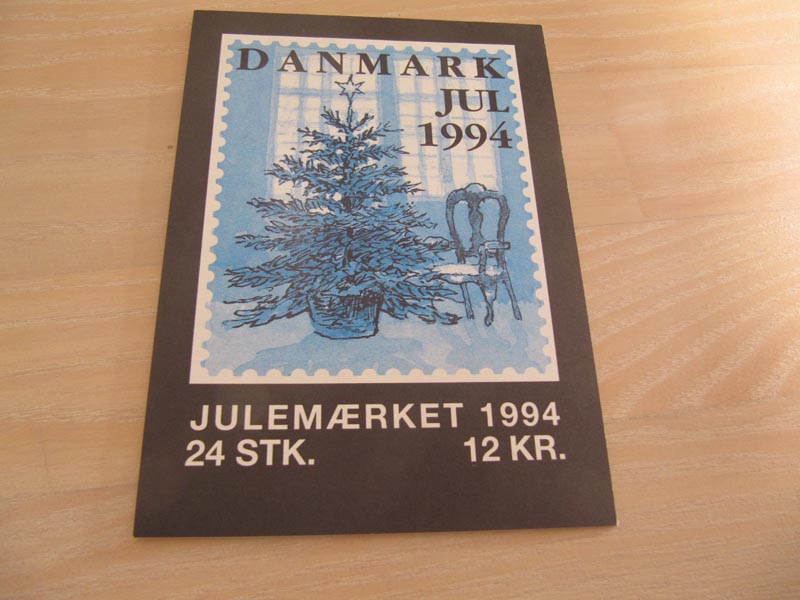 DANMARK
JUL
1994
JULEMÆRKET 1994
24 STK. 12 KR.